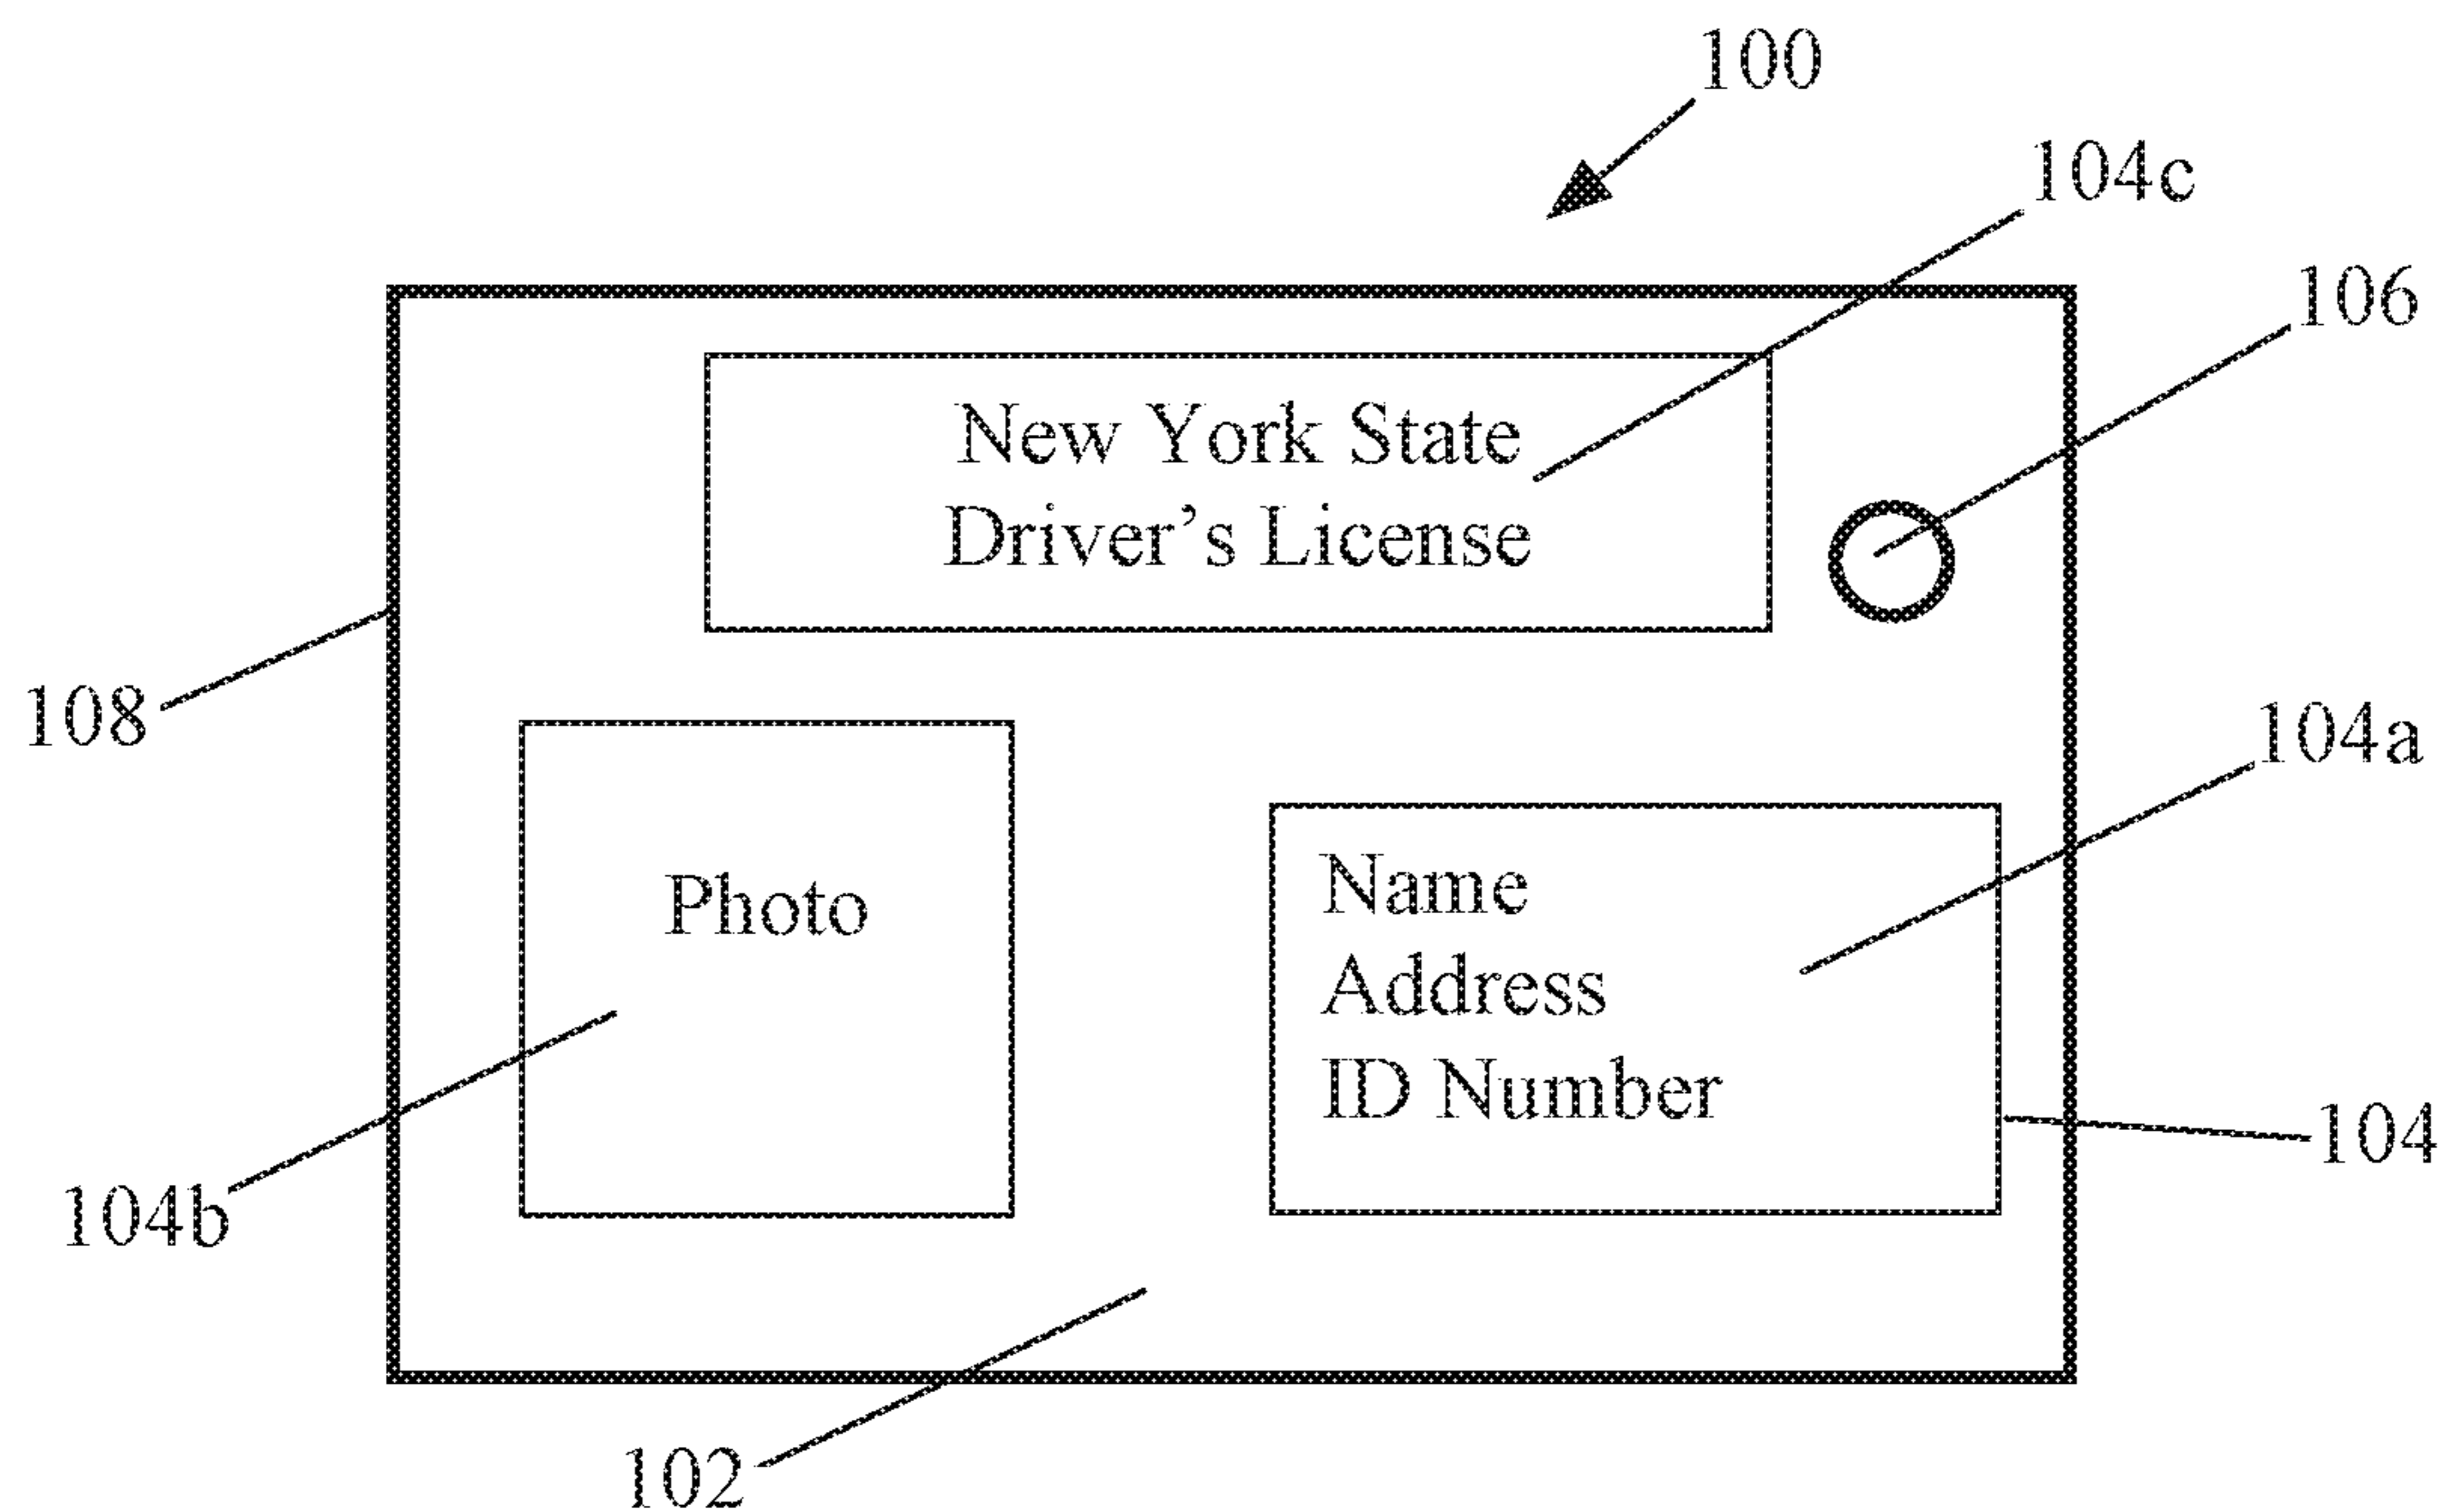 100
104c
106
New York State
Driver’s License
108
104a
Photo
Name
Address
ID Number
104
104b
102